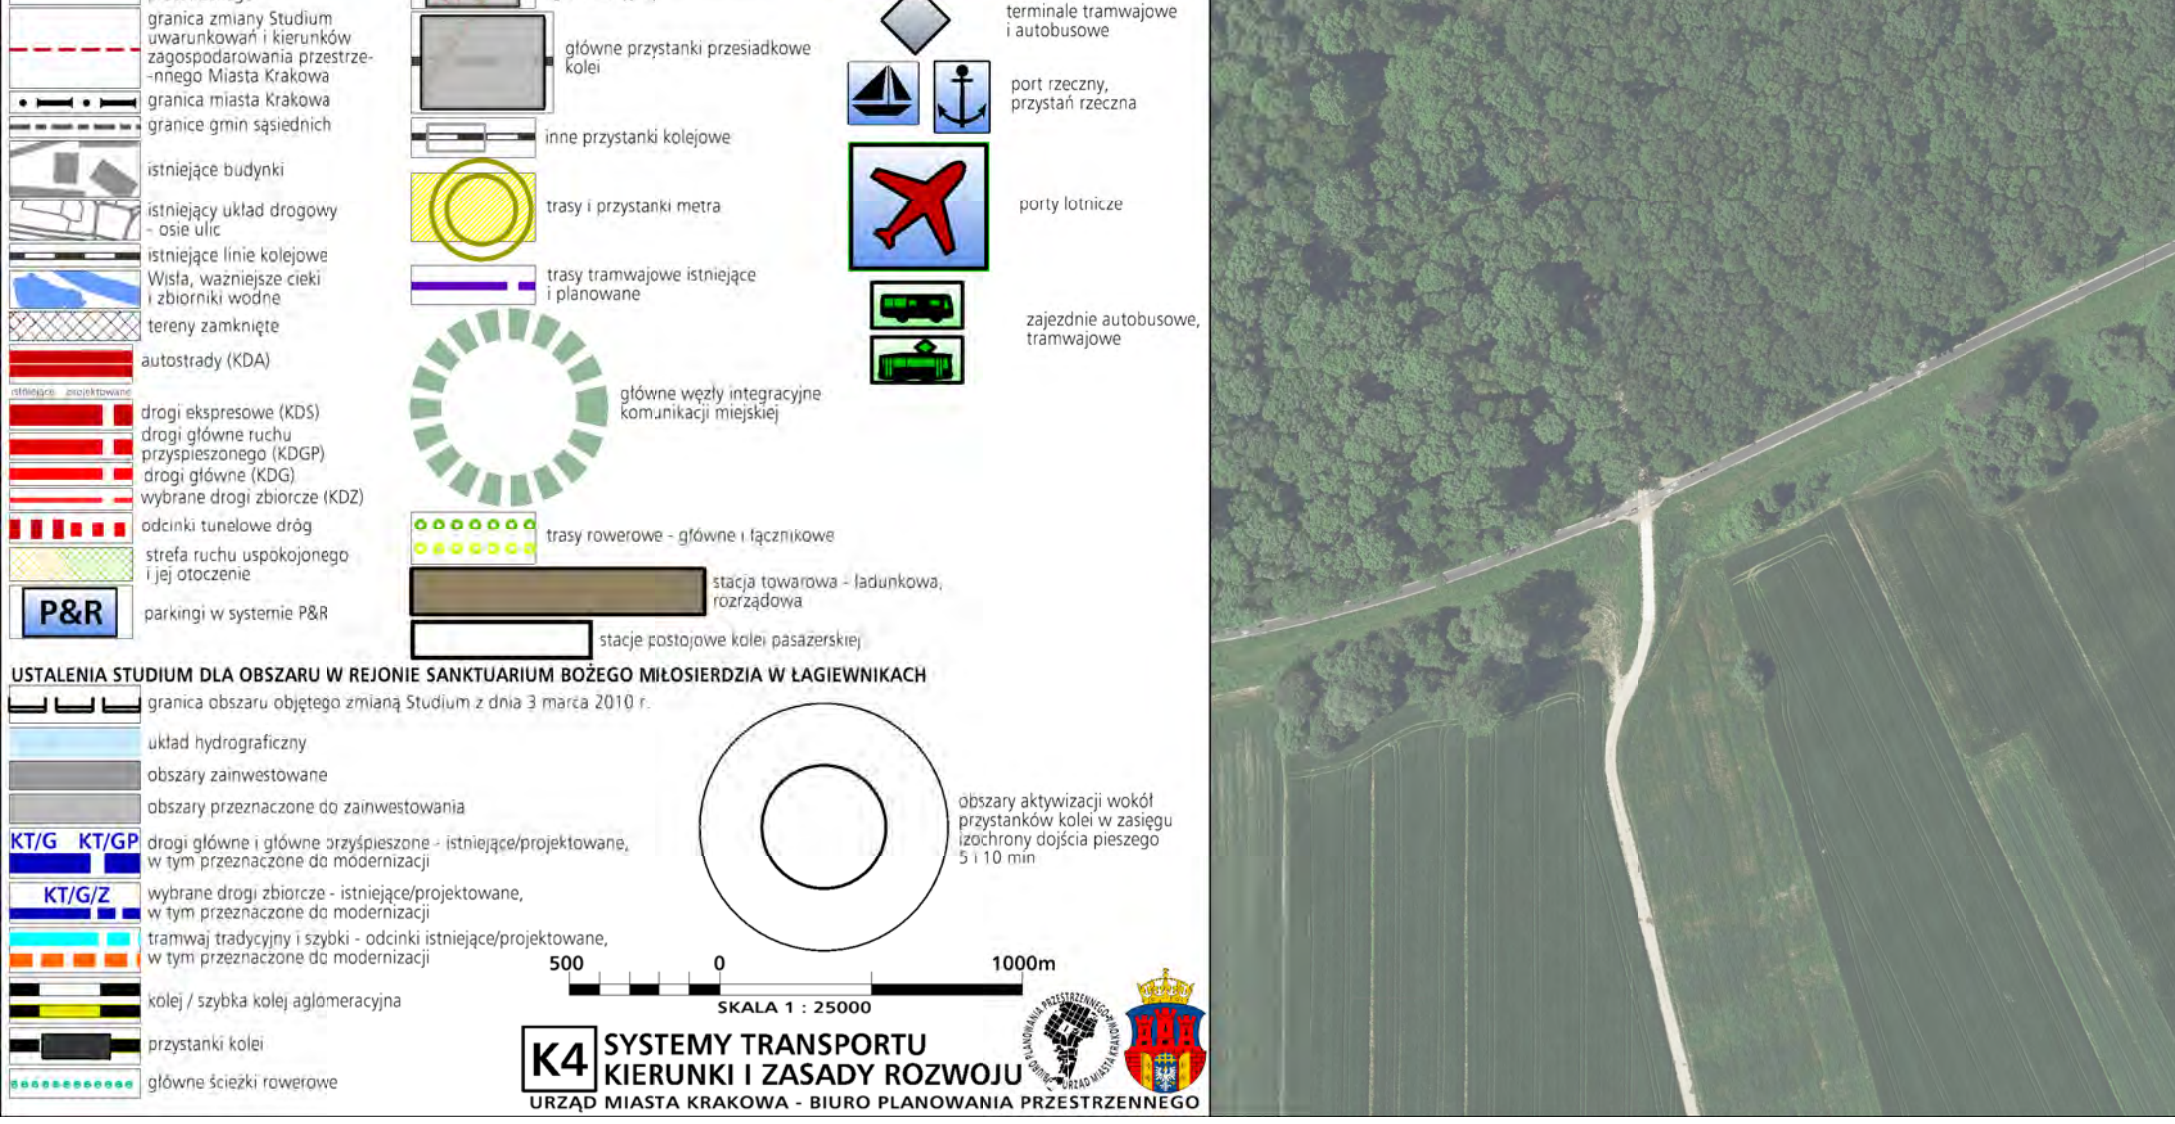 granica zmiany Studium
uwarunkowań i kierunków
zagospodarowania przestrze-
-nnego Miasta Krakowa
granica miasta Krakowa
granice gmin sąsiednich
istniejące budynki
istniejący układ drogowy
- osie ulic
istniejące linie kolejowe
Wisła, ważniejsze cieki
i zbiorniki wodne
tereny zamknięte
autostrady (KDA)
istniejące projektowane
drogi ekspresowe (KDS)
drogi główne ruchu
przyspieszonego (KDGP)
drogi główne (KDG)
wybrane drogi zbiorcze (KDZ)
odcinki tunelowe dróg
strefa ruchu uspokojonego
i jej otoczenie
P&R
parkingi w systemie P&R
główne przystanki przesiadkowe
kolei
inne przystanki kolejowe
trasy i przystanki metra
trasy tramwajowe istniejące
i planowane
główne węzły integracyjne
komunikacji miejskiej
trasy rowerowe - główne i łącznikowe
stacja towarowa - ładunkowa,
rozrządowa
stacje postojowe kolei pasażerskiej
terminale tramwajowe
i autobusowe
port rzeczny,
przystań rzeczna
porty lotnicze
zajezdnie autobusowe,
tramwajowe
USTALENIA STUDIUM DLA OBSZARU W REJONIE SANKTUARIUM BOŻEGO MIŁOSIERDZIA W ŁAGIEWNIKACH
granica obszaru objętego zmianą Studium z dnia 3 marca 2010 r.
układ hydrograficzny
obszary zainwestowane
obszary przeznaczone do zainwestowania
KT/G KT/GP
drogi główne i główne przyśpieszone - istniejące/projektowane,
w tym przeznaczone do modernizacji
KT/G/Z
wybrane drogi zbiorcze - istniejące/projektowane,
w tym przeznaczone do modernizacji
tramwaj tradycyjny i szybki - odcinki istniejące/projektowane,
w tym przeznaczone do modernizacji
kolej / szybka kolej aglomeracyjna
przystanki kolei
główne ścieżki rowerowe
obszary aktywizacji wokół
przystanków kolei w zasięgu
izochrony dojścia pieszego
5 i 10 min
500 0 1000m
SKALA 1 : 25000
K4
SYSTEMY TRANSPORTU
KIERUNKI I ZASADY ROZWOJU
BIURO PLANOWANIA PRZESTRZENNEGO
URZĄD MIASTA KRAKOWA
URZĄD MIASTA KRAKOWA - BIURO PLANOWANIA PRZESTRZENNEGO